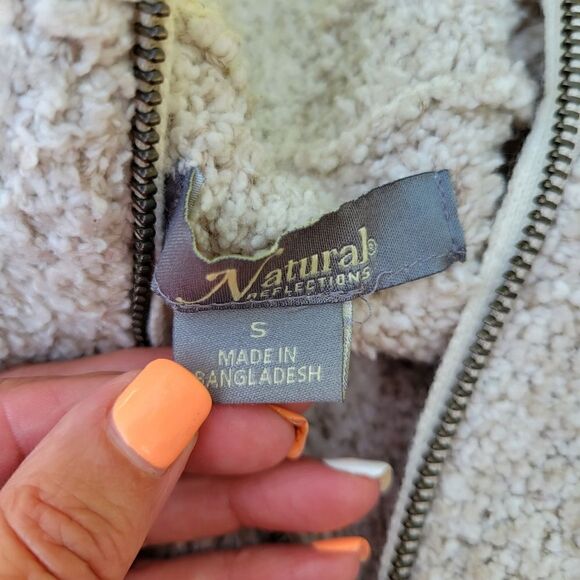 Natural®
REFLECTIONS
S
MADE IN
BANGLADESH